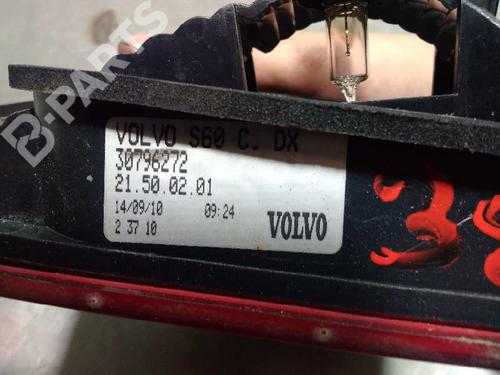 B-PARTS
VOLVO S60 C. DX
30796272
21.50.02.01
14/09/10 09:24
2 37 10
VOLVO